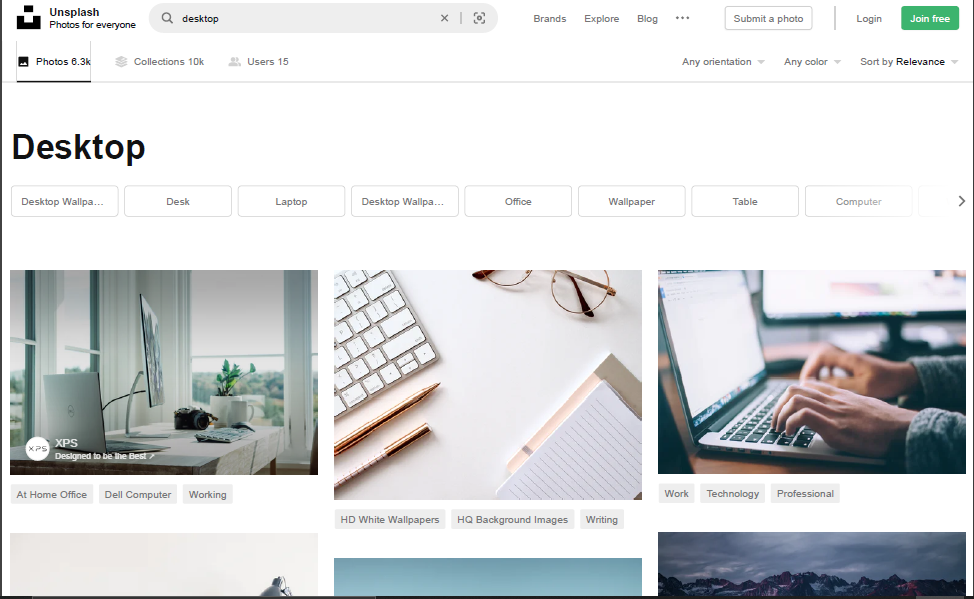 Unsplash
Photos for everyone
desktop
Brands
Explore
Blog
Submit a photo
Login
Join free
Photos 6.3k
Collections 10k
Users 15
Any orientation
Any color
Sort by Relevance
Desktop
Desktop Wallpa...
Desk
Laptop
Desktop Wallpa...
Office
Wallpaper
Table
Computer
XPS
XPS
Designed to be the Best ↗
At Home Office
Dell Computer
Working
HD White Wallpapers
HQ Background Images
Writing
Work
Technology
Professional